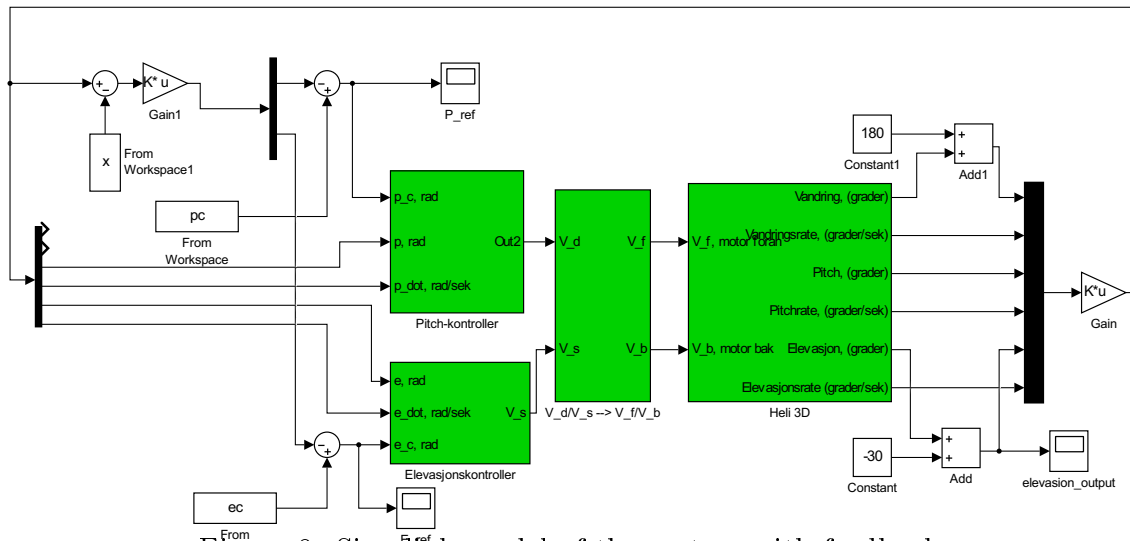 K* u
Gain1
P_ref
x
From
Workspace1
180
Constant1
Add1
pc
From
Workspace
p_c, rad
p, rad
p_dot, rad/sek
Out2
Pitch-kontroller
V_d
V_s
V_f
V_b
V_d/V_s --> V_f/V_b
V_f, motor foran
V_b, motor bak
Vandring, (grader)
Vandringsrate, (grader/sek)
Pitch, (grader)
Pitchrate, (grader/sek)
Elevasjon, (grader)
Elevasjonsrate (grader/sek)
Heli 3D
K*u
Gain
e, rad
e_dot, rad/sek
e_c, rad
V_s
Elevasjonskontroller
-30
Constant
Add
elevasion_output
ec
From